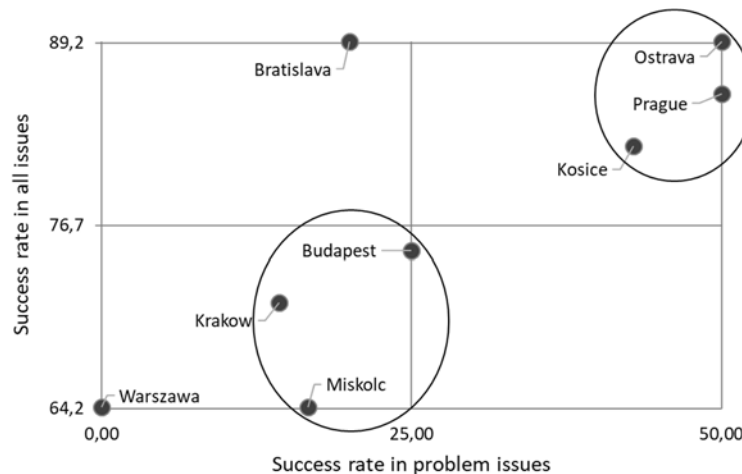 89,2
Ostrava
Bratislava
Prague
Kosice
76,7
Budapest
Krakow
Warszawa
Miskolc
64,2
0,00
25,00
50,00
Success rate in problem issues
Success rate in all issues